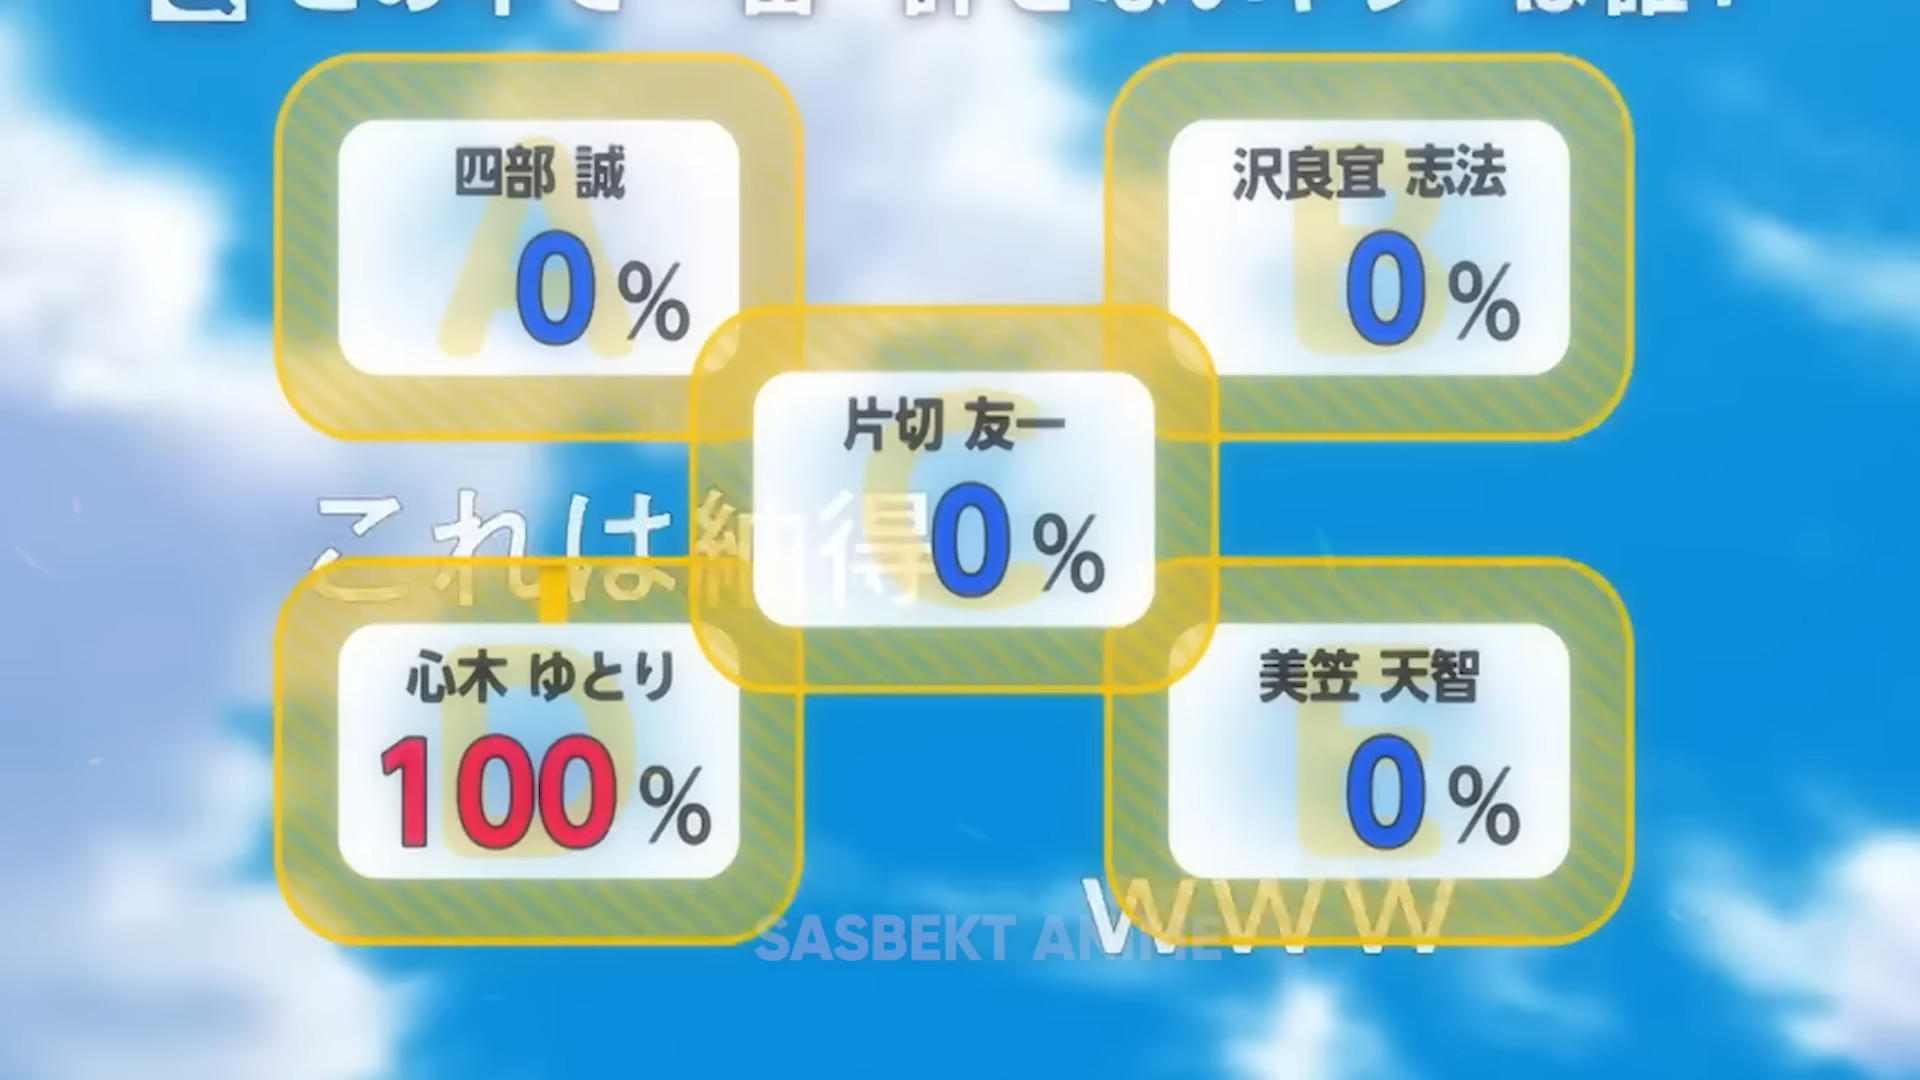 四部 誠
0%
沢良宜 志法
0%
片切 友一
0%
これは納得
心木 ゆとり
100%
美笠 天智
0%
www
SASBEKT ANIME